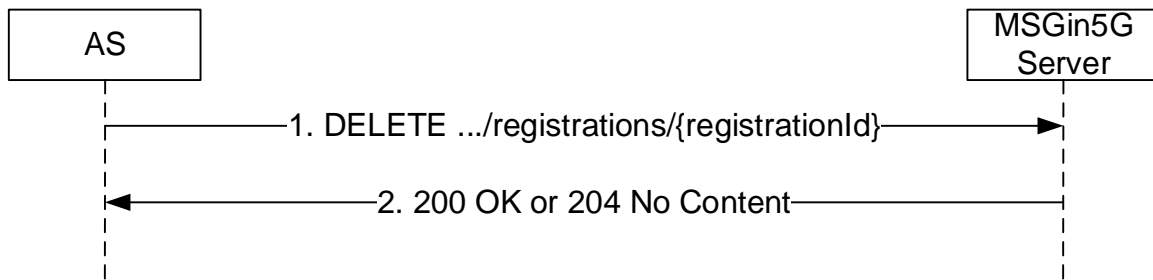 AS
MSGin5G
Server
1. DELETE .../registrations/{registrationId}
2. 200 OK or 204 No Content